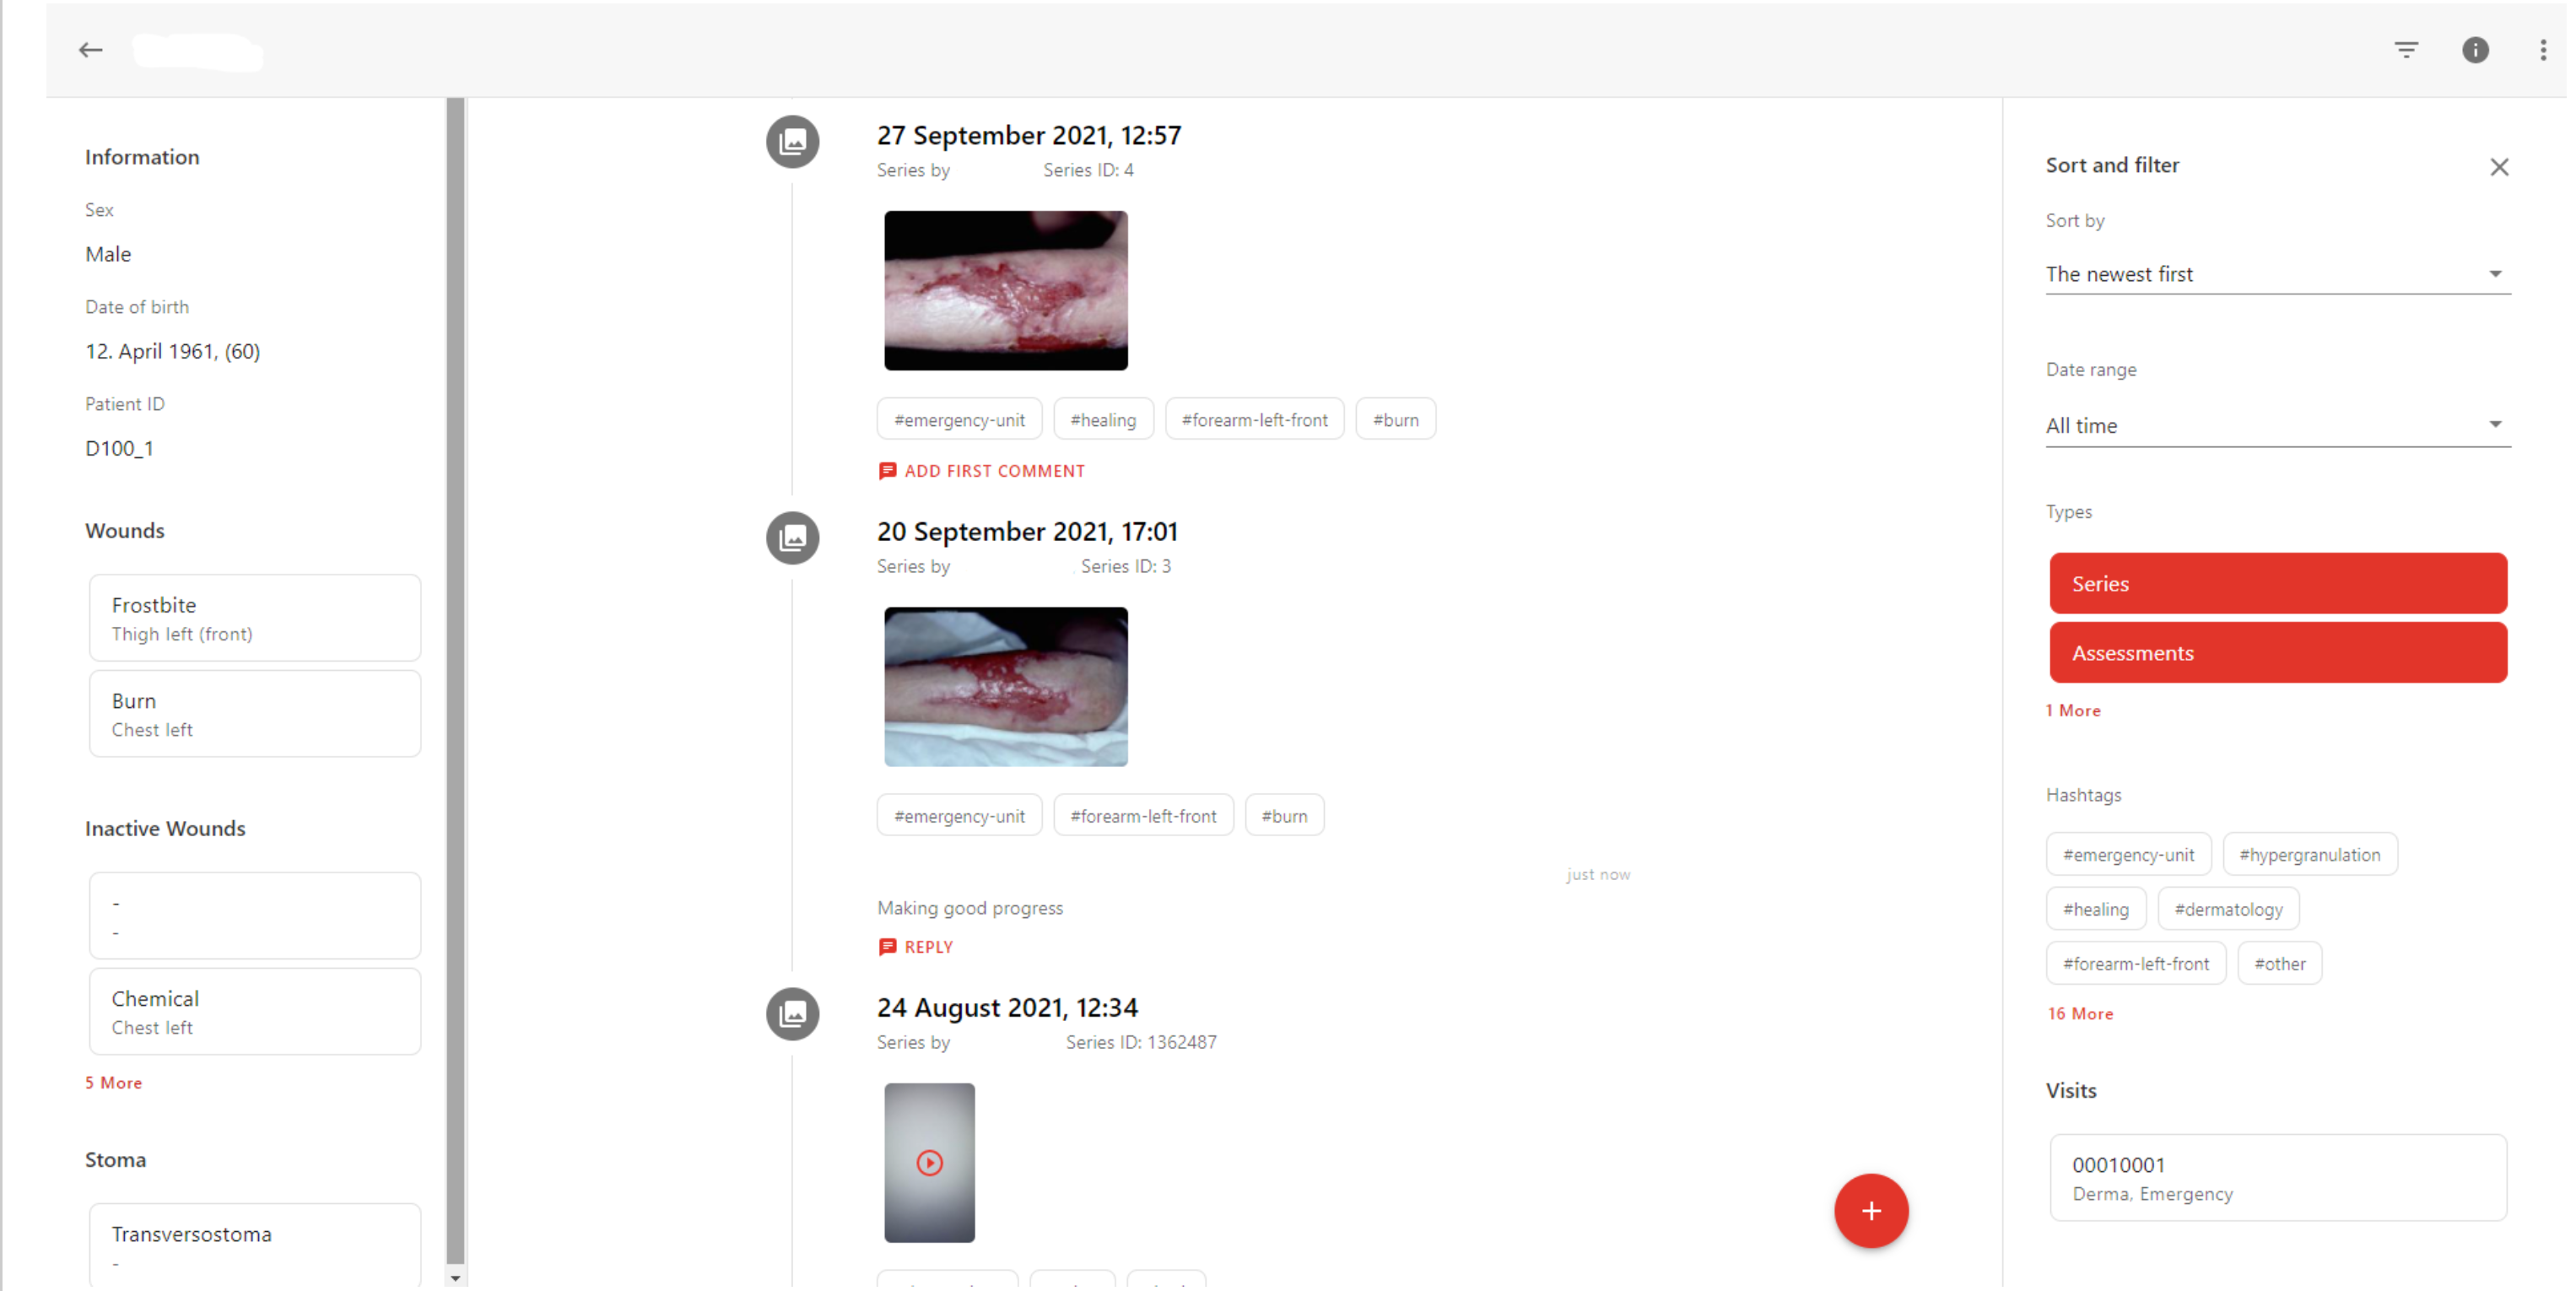 Information
Sex
Male
Date of birth
12. April 1961, (60)
Patient ID
D100_1
Wounds
Frostbite
Thigh left (front)
Burn
Chest left
Inactive Wounds
-
-
Chemical
Chest left
5 More
Stoma
Transversostoma
-
27 September 2021, 12:57
Series by Series ID: 4
#emergency-unit #healing #forearm-left-front #burn
ADD FIRST COMMENT
20 September 2021, 17:01
Series by Series ID: 3
#emergency-unit #forearm-left-front #burn
just now
Making good progress
REPLY
24 August 2021, 12:34
Series by Series ID: 1362487
Sort and filter
Sort by
The newest first
Date range
All time
Types
Series
Assessments
1 More
Hashtags
#emergency-unit #hypergranulation
#healing #dermatology
#forearm-left-front #other
16 More
Visits
00010001
Derma, Emergency